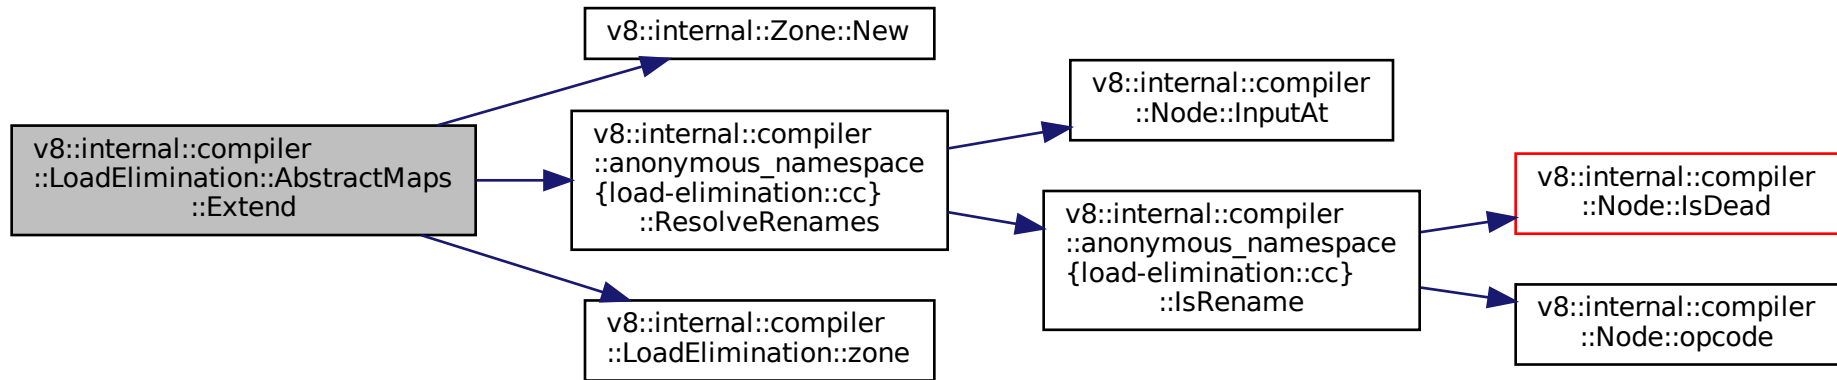 v8::internal::compiler
::LoadElimination::AbstractMaps
::Extend
v8::internal::Zone::New
v8::internal::compiler
::anonymous_namespace
{load-elimination::cc}
::ResolveRenames
v8::internal::compiler
::LoadElimination::zone
v8::internal::compiler
::Node::InputAt
v8::internal::compiler
::anonymous_namespace
{load-elimination::cc}
::IsRename
v8::internal::compiler
::Node::IsDead
v8::internal::compiler
::Node::opcode